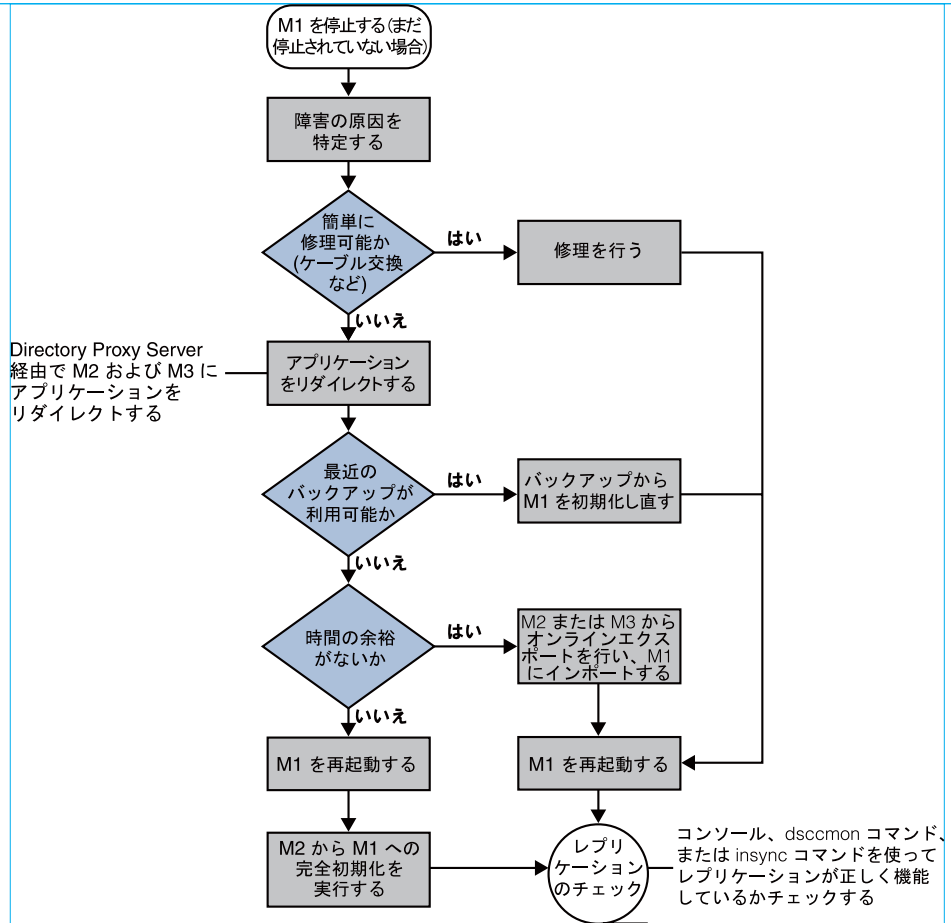 M1 を停止する(まだ
停止されていない場合)
障害の原因を
特定する
簡単に
修理可能か
(ケーブル交換
など)
はい
修理を行う
いいえ
Directory Proxy Server
経由で M2 および M3 に
アプリケーションを
リダイレクトする
アプリケーション
をリダイレクトする
最近の
バックアップが
利用可能か
はい
バックアップから
M1 を初期化し直す
いいえ
時間の余裕
がないか
はい
M2 または M3 から
オンラインエクス
ポートを行い、M1
にインポートする
いいえ
M1 を再起動する
M1 を再起動する
M2 から M1 への
完全初期化を
実行する
レプリ
ケーション
のチェック
コンソール、dsccmon コマンド、
または insync コマンドを使って
レプリケーションが正しく機能
しているかチェックする